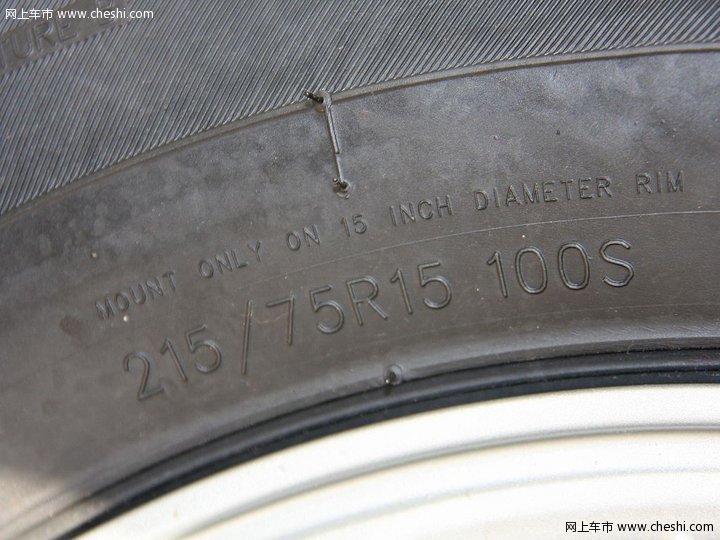 网上车市 www.cheshi.com
MOUNT ONLY ON 15 INCH DIAMETER RIM
215/75R15 100S
网上车市 www.cheshi.com